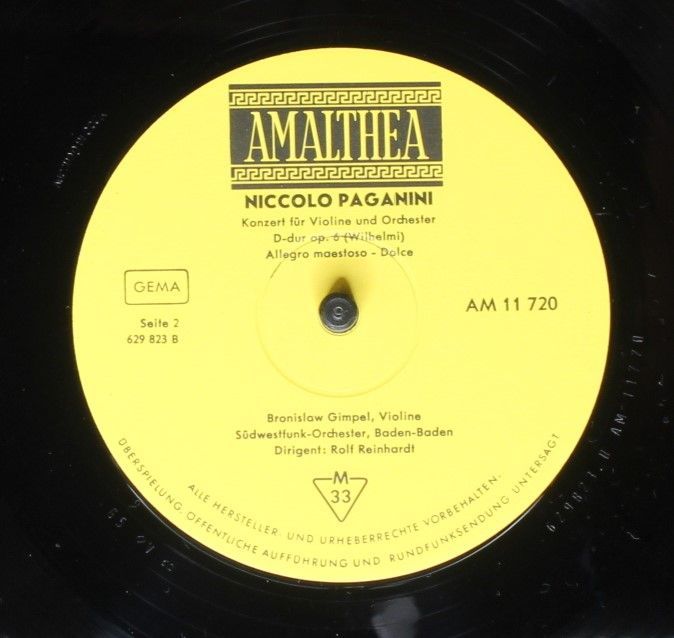 AMALTHEA
NICCOLO PAGANINI
Konzert für Violine und Orchester
D-dur op. 6 (Wilhelmi)
Allegro maestoso - Dolce
GEMA
AM 11 720
Seite 2
629 823 B
Bronislaw Gimpel, Violine
Südwestfunk-Orchester, Baden-Baden
Dirigent: Rolf Reinhardt
M
33
ALLE HERSTELLER- UND URHEBERRECHTE VORBEHALTEN.
ÜBERSPIELUNG, ÖFFENTLICHE AUFFÜHRUNG UND RUNDFUNKSENDUNG UNTERSAGT